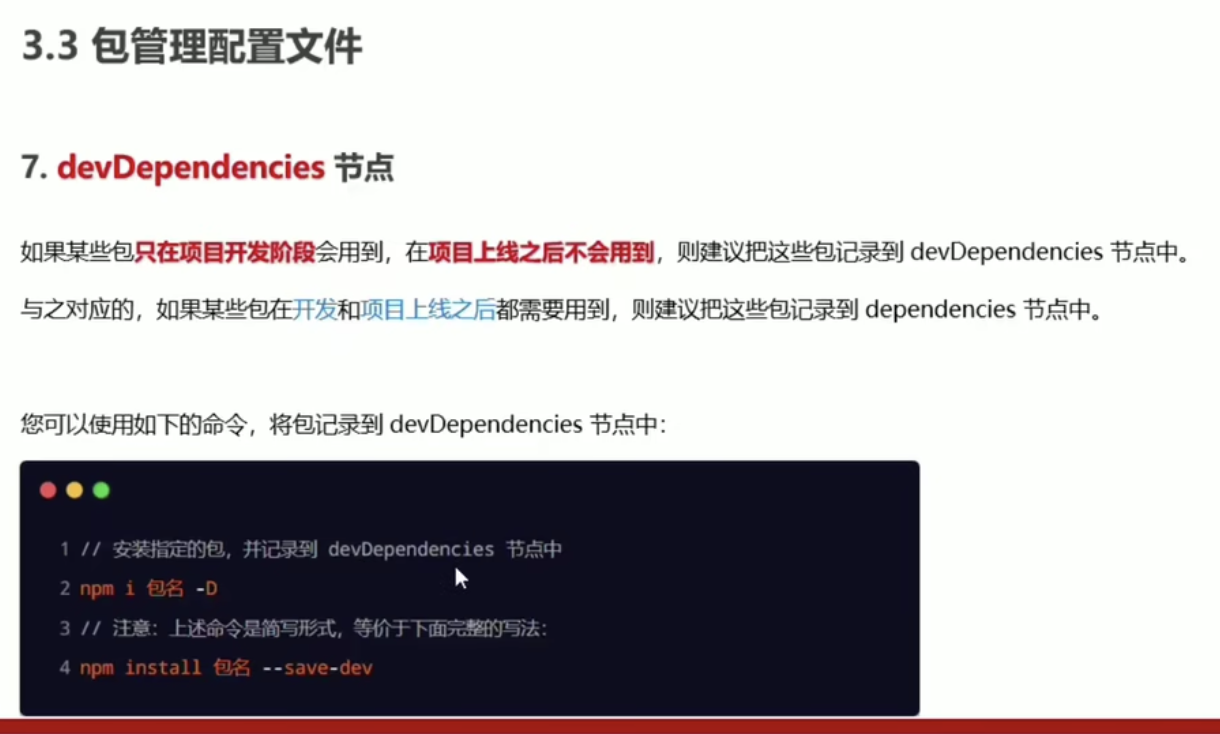 3.3 包管理配置文件
7. devDependencies 节点
如果某些包只在项目开发阶段会用到，在项目上线之后不会用到，则建议把这些包记录到 devDependencies 节点中。
与之对应的，如果某些包在开发和项目上线之后都需要用到，则建议把这些包记录到 dependencies 节点中。
您可以使用如下的命令，将包记录到 devDependencies 节点中：
1 // 安装指定的包，并记录到 devDependencies 节点中
2 npm i 包名 -D
3 // 注意：上述命令是简写形式，等价于下面完整的写法：
4 npm install 包名 --save-dev